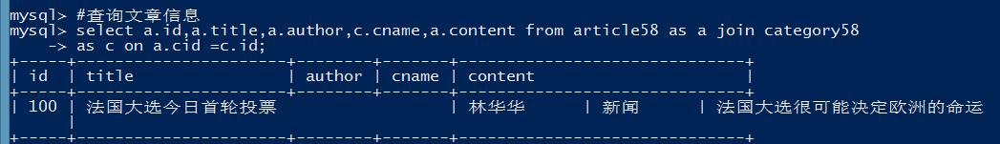 mysql> #查询文章信息
mysql> select a.id,a.title,a.author,c.cname,a.content from article58 as a join category58
    -> as c on a.cid =c.id;
+-----+----------------------+--------+-------+------------------------------+
| id  | title                | author | cname | content                      |
+-----+----------------------+--------+-------+------------------------------+
| 100 | 法国大选今日首轮投票                   | 林华华      | 新闻      | 法国大选很可能决定欧洲的命运
      |
+-----+----------------------+--------+-------+------------------------------+